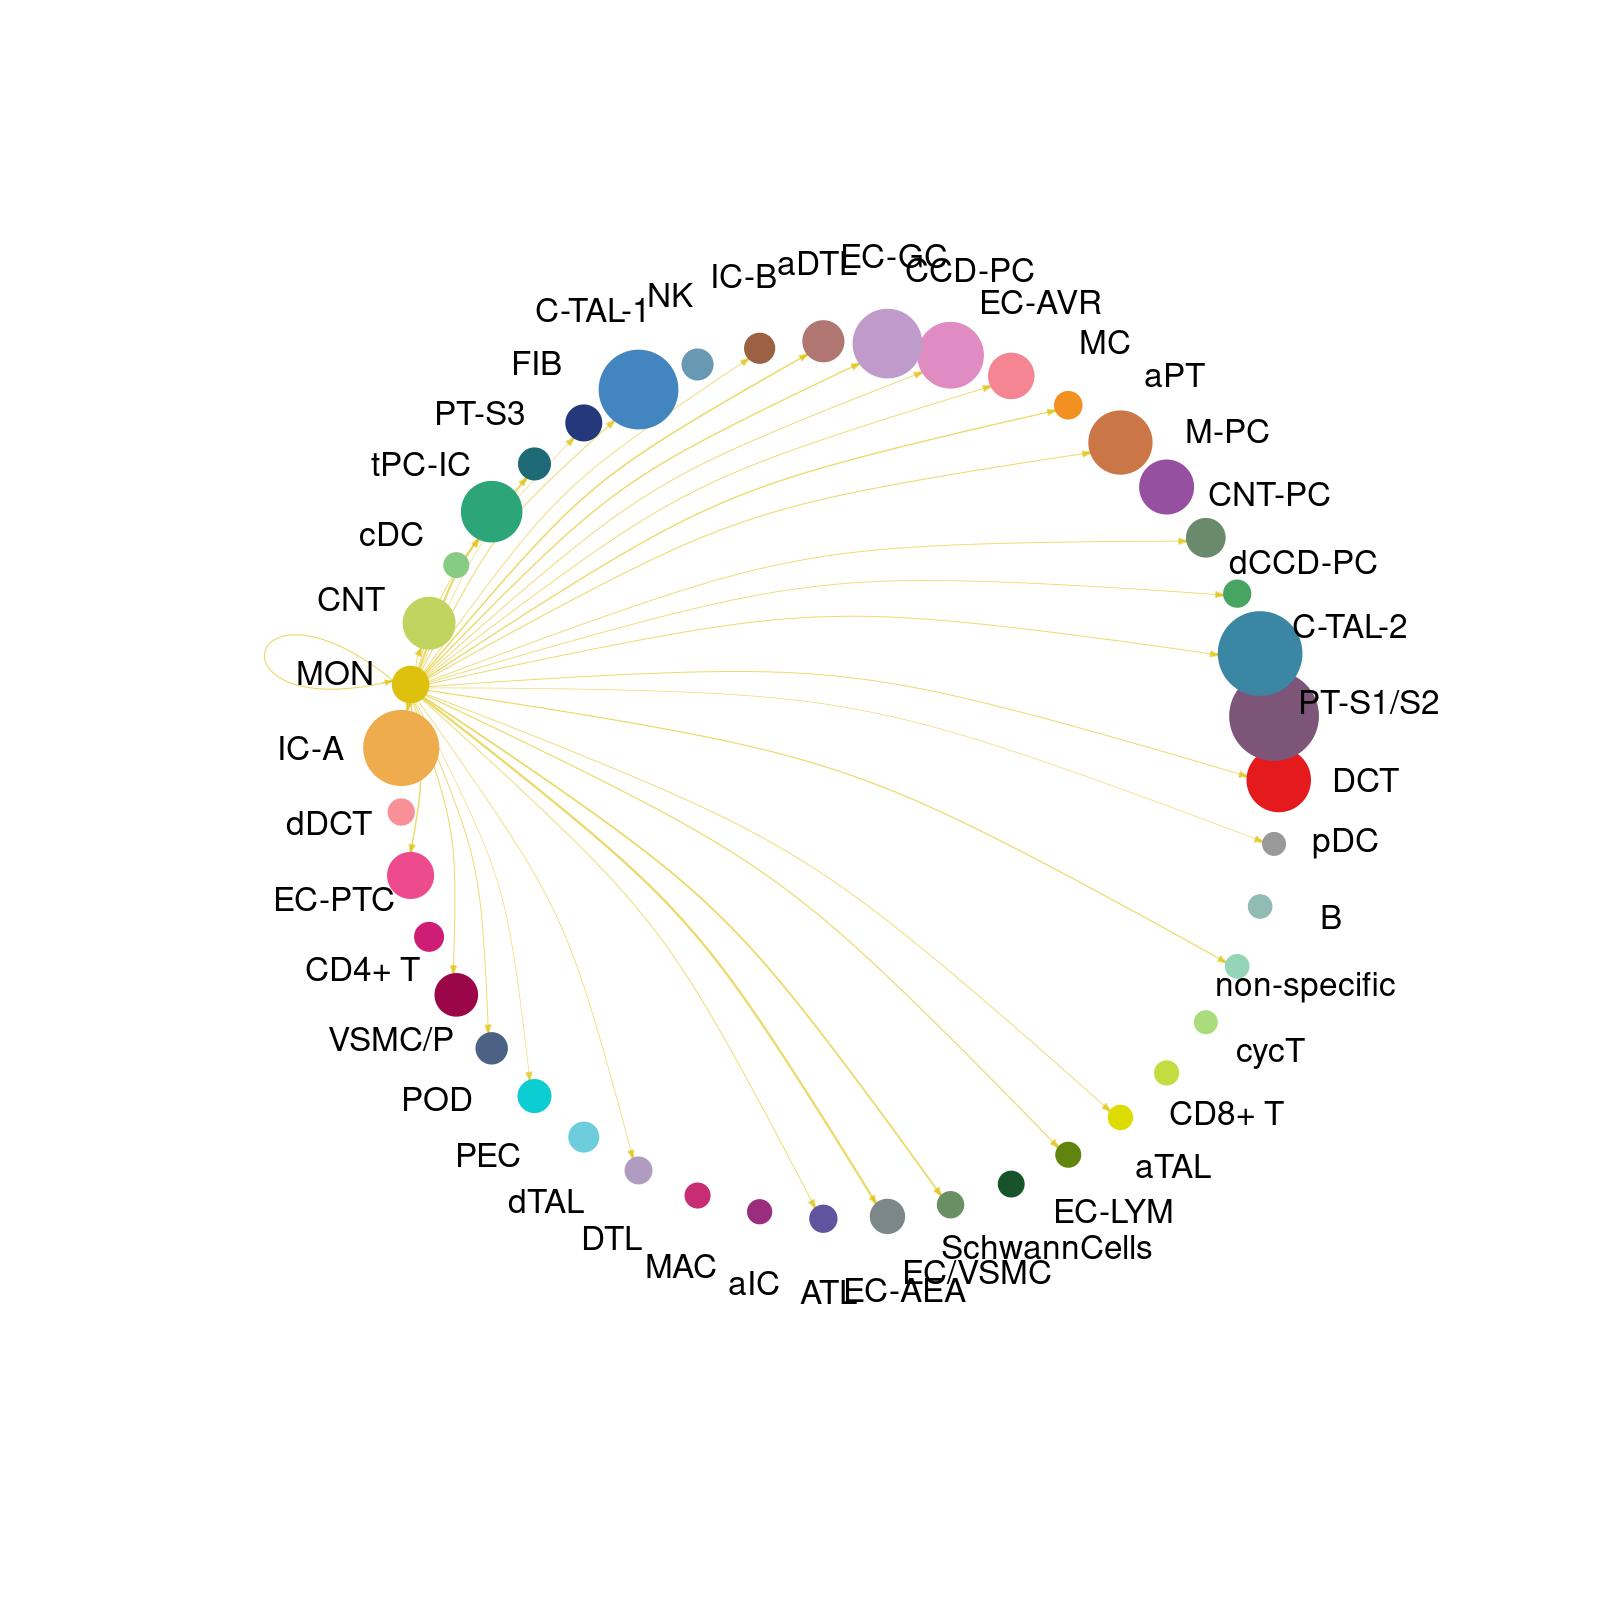 EC-GC
aDTL
CCD-PC
IC-B
NK
EC-AVR
C-TAL-1
MC
FIB
aPT
PT-S3
M-PC
tPC-IC
CNT-PC
cDC
dCCD-PC
CNT
C-TAL-2
MON
PT-S1/S2
IC-A
DCT
dDCT
pDC
EC-PTC
B
CD4+ T
non-specific
VSMC/P
cycT
POD
CD8+ T
PEC
aTAL
dTAL
EC-LYM
DTL
SchwannCells
MAC
EC/VSMC
aIC
ATL
EC-AEA